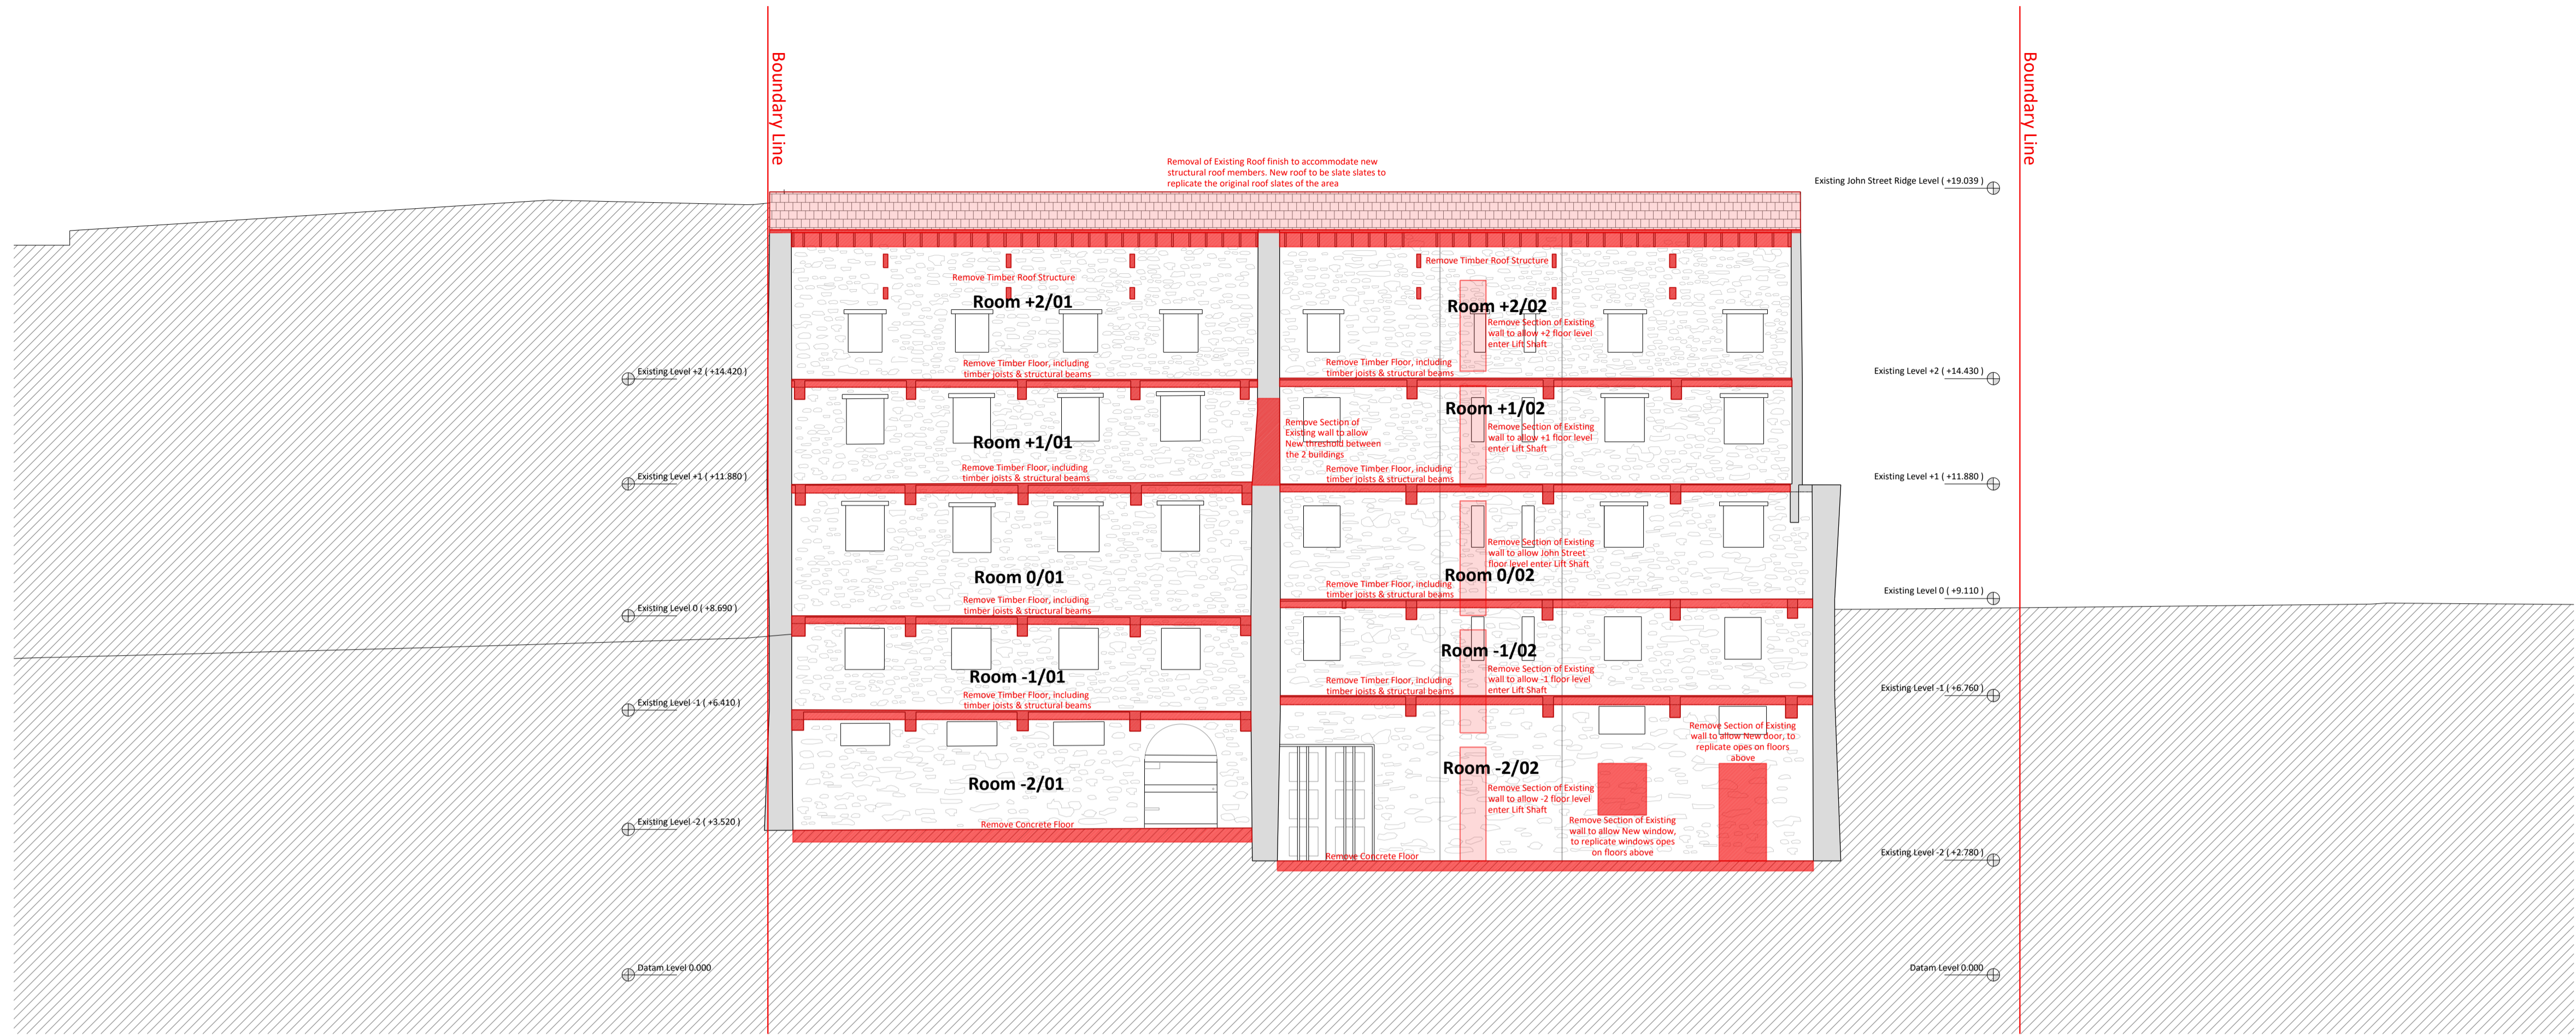 Boundary Line
Boundary Line
Removal of Existing Roof finish to accommodate new
structural roof members. New roof to be slate slates to
replicate the original roof slates of the area
Existing John Street Ridge Level ( +19.039 )
Remove Timber Roof Structure
Room +2/01
Remove Timber Floor, including
timber joists & structural beams
Remove Timber Roof Structure
Room +2/02
Remove Section of Existing
wall to allow +2 floor level
enter Lift Shaft
Remove Timber Floor, including
timber joists & structural beams
Existing Level +2 ( +14.420 )
Existing Level +2 ( +14.430 )
Room +1/01
Remove Timber Floor, including
timber joists & structural beams
Remove Section of
Existing wall to allow
New threshold between
the 2 buildings
Room +1/02
Remove Section of Existing
wall to allow +1 floor level
enter Lift Shaft
Remove Timber Floor, including
timber joists & structural beams
Existing Level +1 ( +11.880 )
Existing Level +1 ( +11.880 )
Room 0/01
Remove Timber Floor, including
timber joists & structural beams
Remove Section of Existing
wall to allow John Street
floor level enter Lift Shaft
Room 0/02
Remove Timber Floor, including
timber joists & structural beams
Existing Level 0 ( +8.690 )
Existing Level 0 ( +9.110 )
Room -1/01
Remove Timber Floor, including
timber joists & structural beams
Room -1/02
Remove Section of Existing
wall to allow -1 floor level
enter Lift Shaft
Remove Timber Floor, including
timber joists & structural beams
Existing Level -1 ( +6.410 )
Existing Level -1 ( +6.760 )
Room -2/01
Remove Concrete Floor
Room -2/02
Remove Section of Existing
wall to allow -2 floor level
enter Lift Shaft
Remove Section of Existing
wall to allow New door, to
replicate opes on floors
above
Remove Section of Existing
wall to allow New window,
to replicate windows opes
on floors above
Remove Concrete Floor
Existing Level -2 ( +3.520 )
Existing Level -2 ( +2.780 )
Datam Level 0.000
Datam Level 0.000